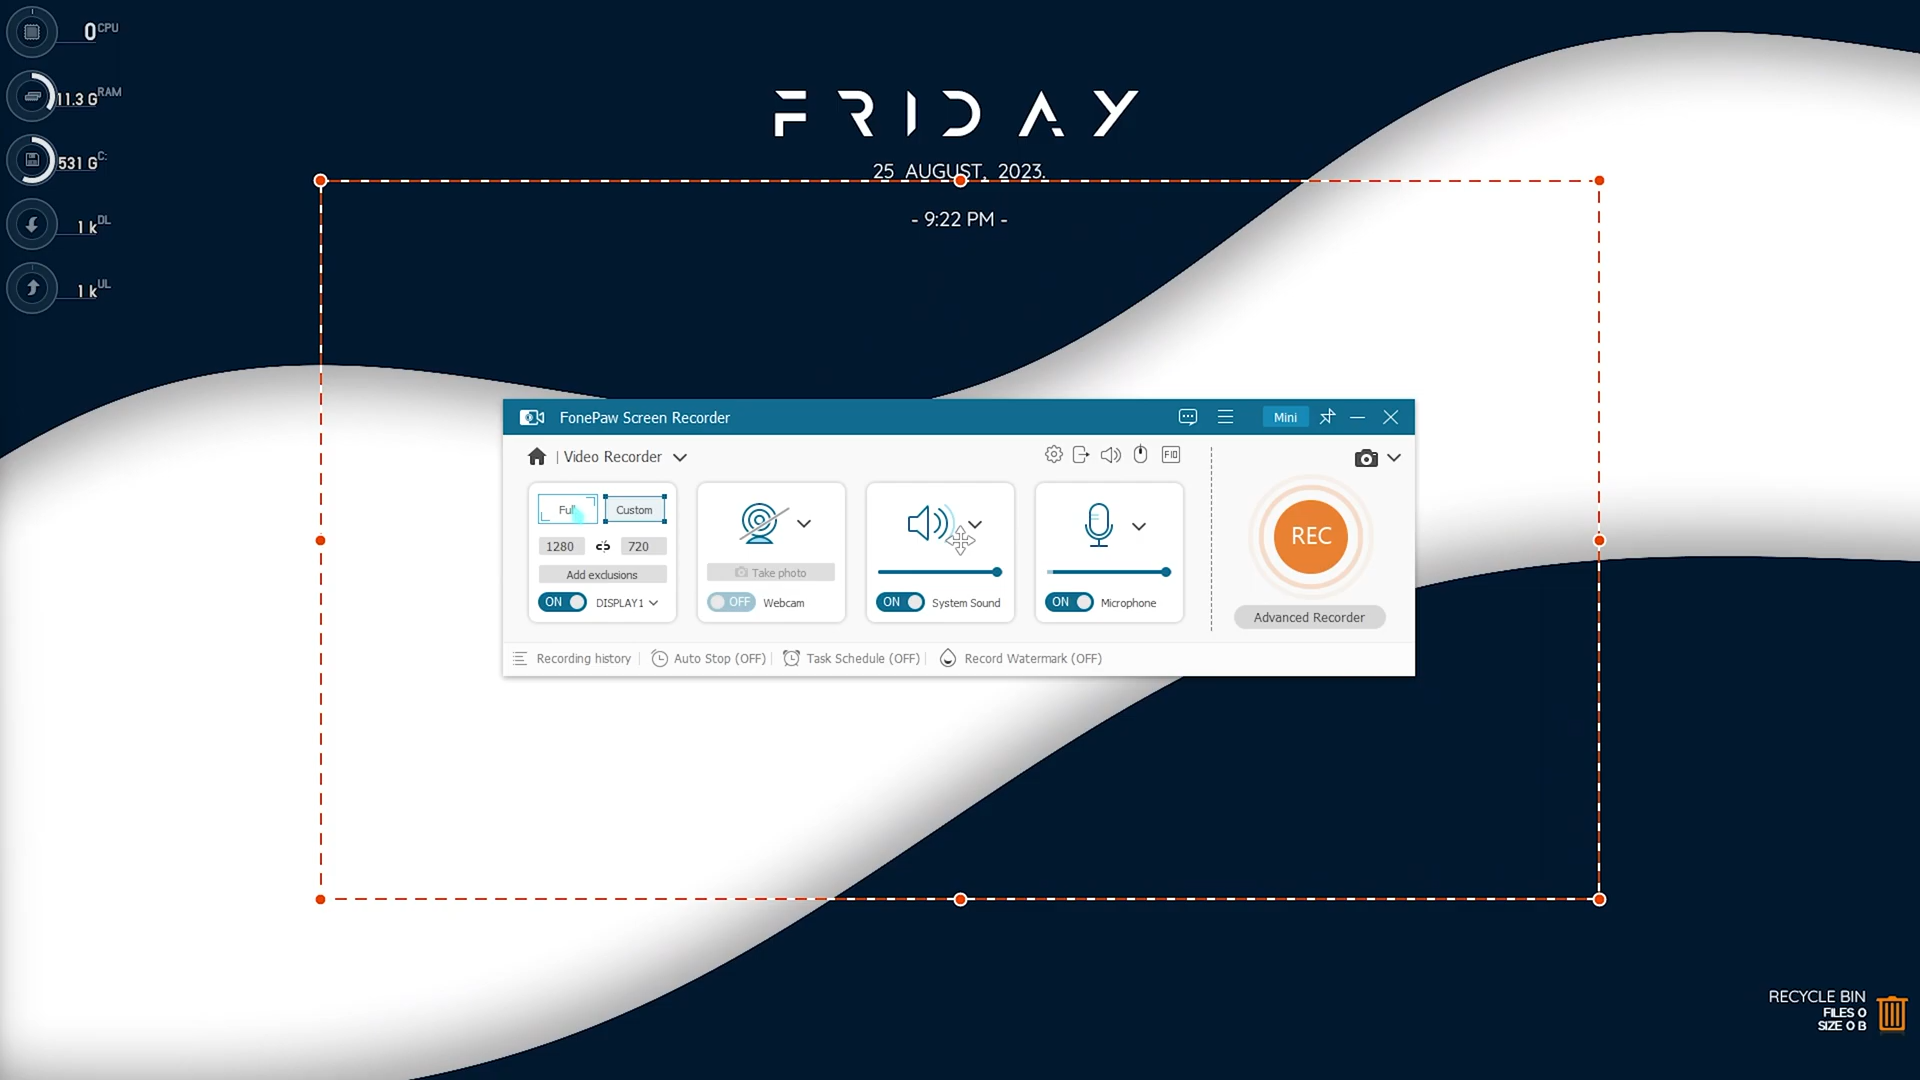 0 CPU
11.3 G RAM
531 G C:
1 k DL
1 k UL
FRIDAY
25 AUGUST, 2023.
- 9:22 PM -
FonePaw Screen Recorder
Mini
| Video Recorder
Full
Custom
1280
720
Add exclusions
ON
DISPLAY1
Take photo
OFF
Webcam
ON
System Sound
ON
Microphone
REC
Advanced Recorder
Recording history
Auto Stop (OFF)
Task Schedule (OFF)
Record Watermark (OFF)
RECYCLE BIN
FILES 0
SIZE 0 B